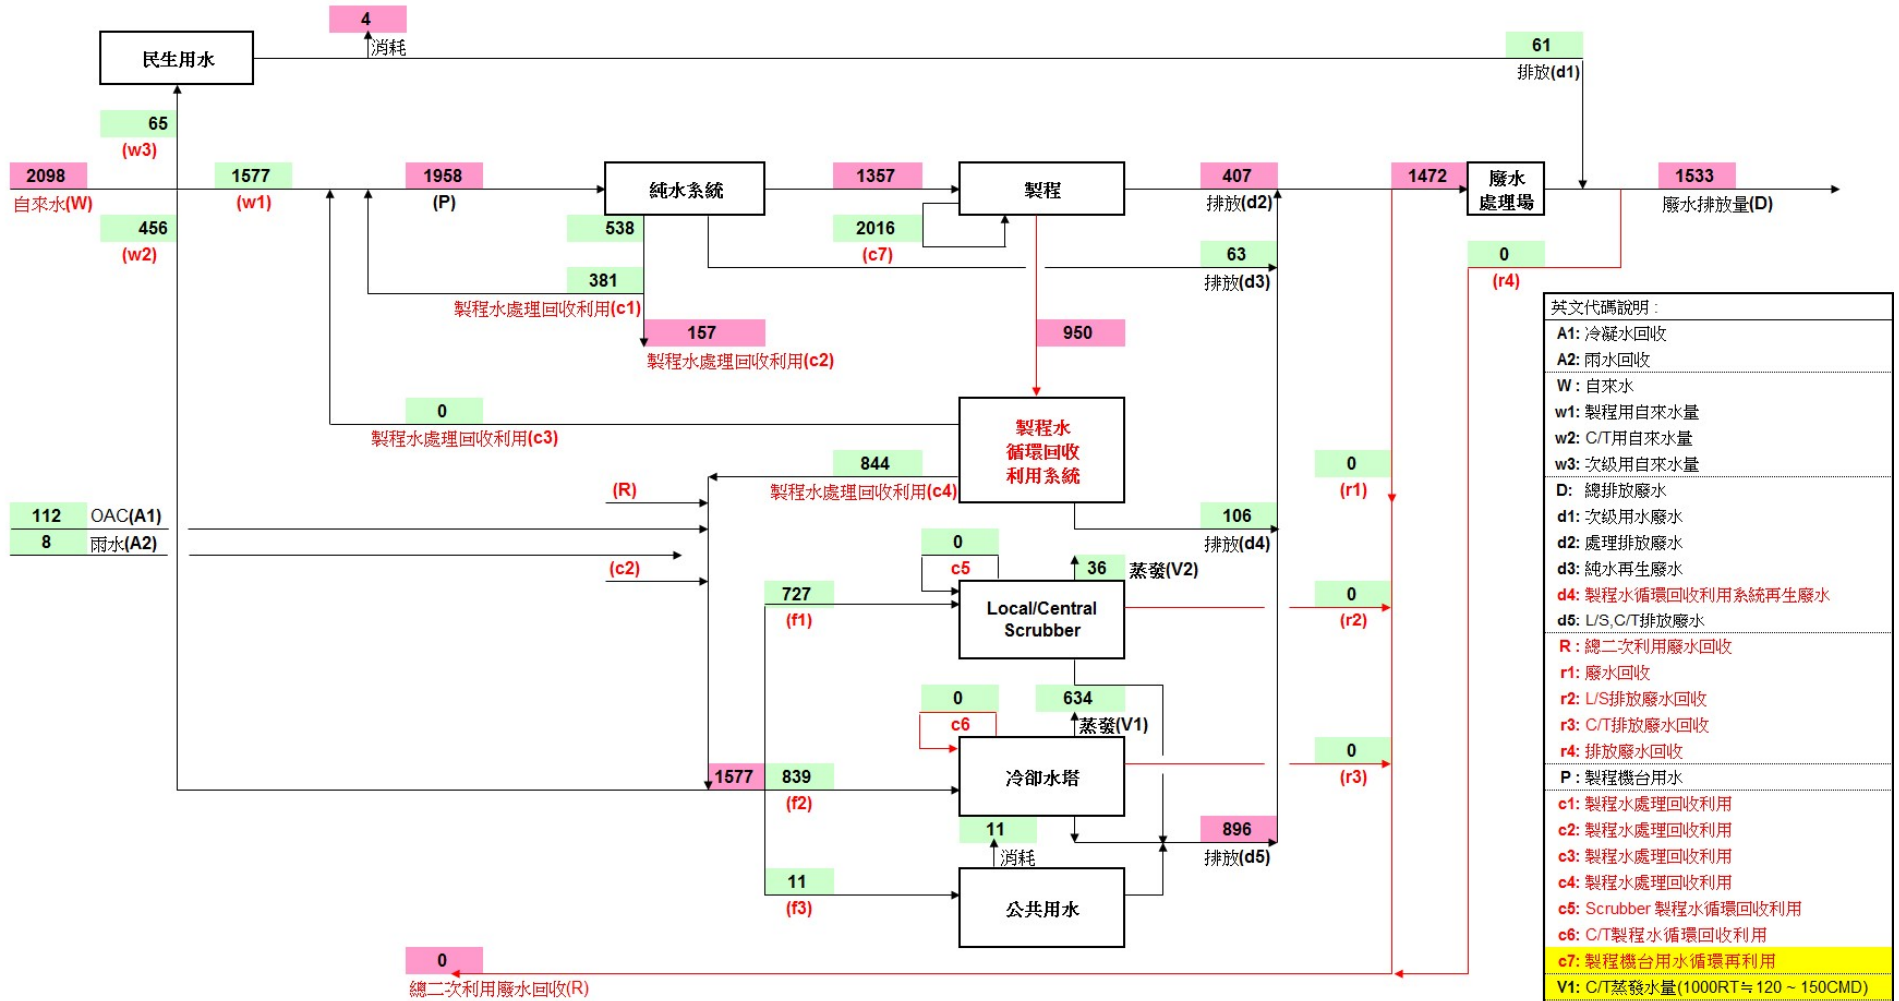 4
消耗
民生用水
61
排放(d1)
65
(w3)
2098
自來水(W)
1577
(w1)
1958
(P)
純水系統
1357
製程
407
排放(d2)
1472
廢水
處理場
1533
廢水排放量(D)
456
(w2)
538
2016
(c7)
63
排放(d3)
0
(r4)
381
製程水處理回收利用(c1)
157
製程水處理回收利用(c2)
950
0
製程水處理回收利用(c3)
製程水
循環回收
利用系統
844
製程水處理回收利用(c4)
0
(r1)
(R)
112 OAC(A1)
8 雨水(A2)
(c2)
106
排放(d4)
0
c5
36 蒸發(V2)
727
(f1)
Local/Central
Scrubber
0
(r2)
0
c6
634
蒸發(V1)
1577
839
(f2)
冷卻水塔
0
(r3)
11
消耗
896
排放(d5)
11
(f3)
公共用水
0
總二次利用廢水回收(R)
英文代碼說明 :
A1: 冷凝水回收
A2: 雨水回收
W : 自來水
w1: 製程用自來水量
w2: C/T用自來水量
w3: 次級用自來水量
D: 總排放廢水
d1: 次級用水廢水
d2: 處理排放廢水
d3: 純水再生廢水
d4: 製程水循環回收利用系統再生廢水
d5: L/S,C/T排放廢水
R : 總二次利用廢水回收
r1: 廢水回收
r2: L/S排放廢水回收
r3: C/T排放廢水回收
r4: 排放廢水回收
P : 製程機台用水
c1: 製程水處理回收利用
c2: 製程水處理回收利用
c3: 製程水處理回收利用
c4: 製程水處理回收利用
c5: Scrubber 製程水循環回收利用
c6: C/T製程水循環回收利用
c7: 製程機台用水循環再利用
V1: C/T蒸發水量(1000RT≒120 ~ 150CMD)